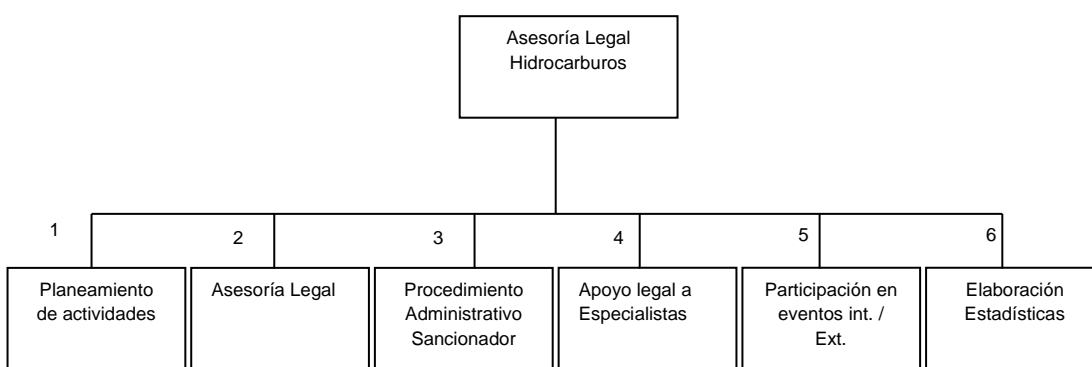 Asesoría Legal
Hidrocarburos
1
2
3
4
5
6
Planeamiento
de actividades
Asesoría Legal
Procedimiento
Administrativo
Sancionador
Apoyo legal a
Especialistas
Participación en
eventos int. /
Ext.
Elaboración
Estadísticas